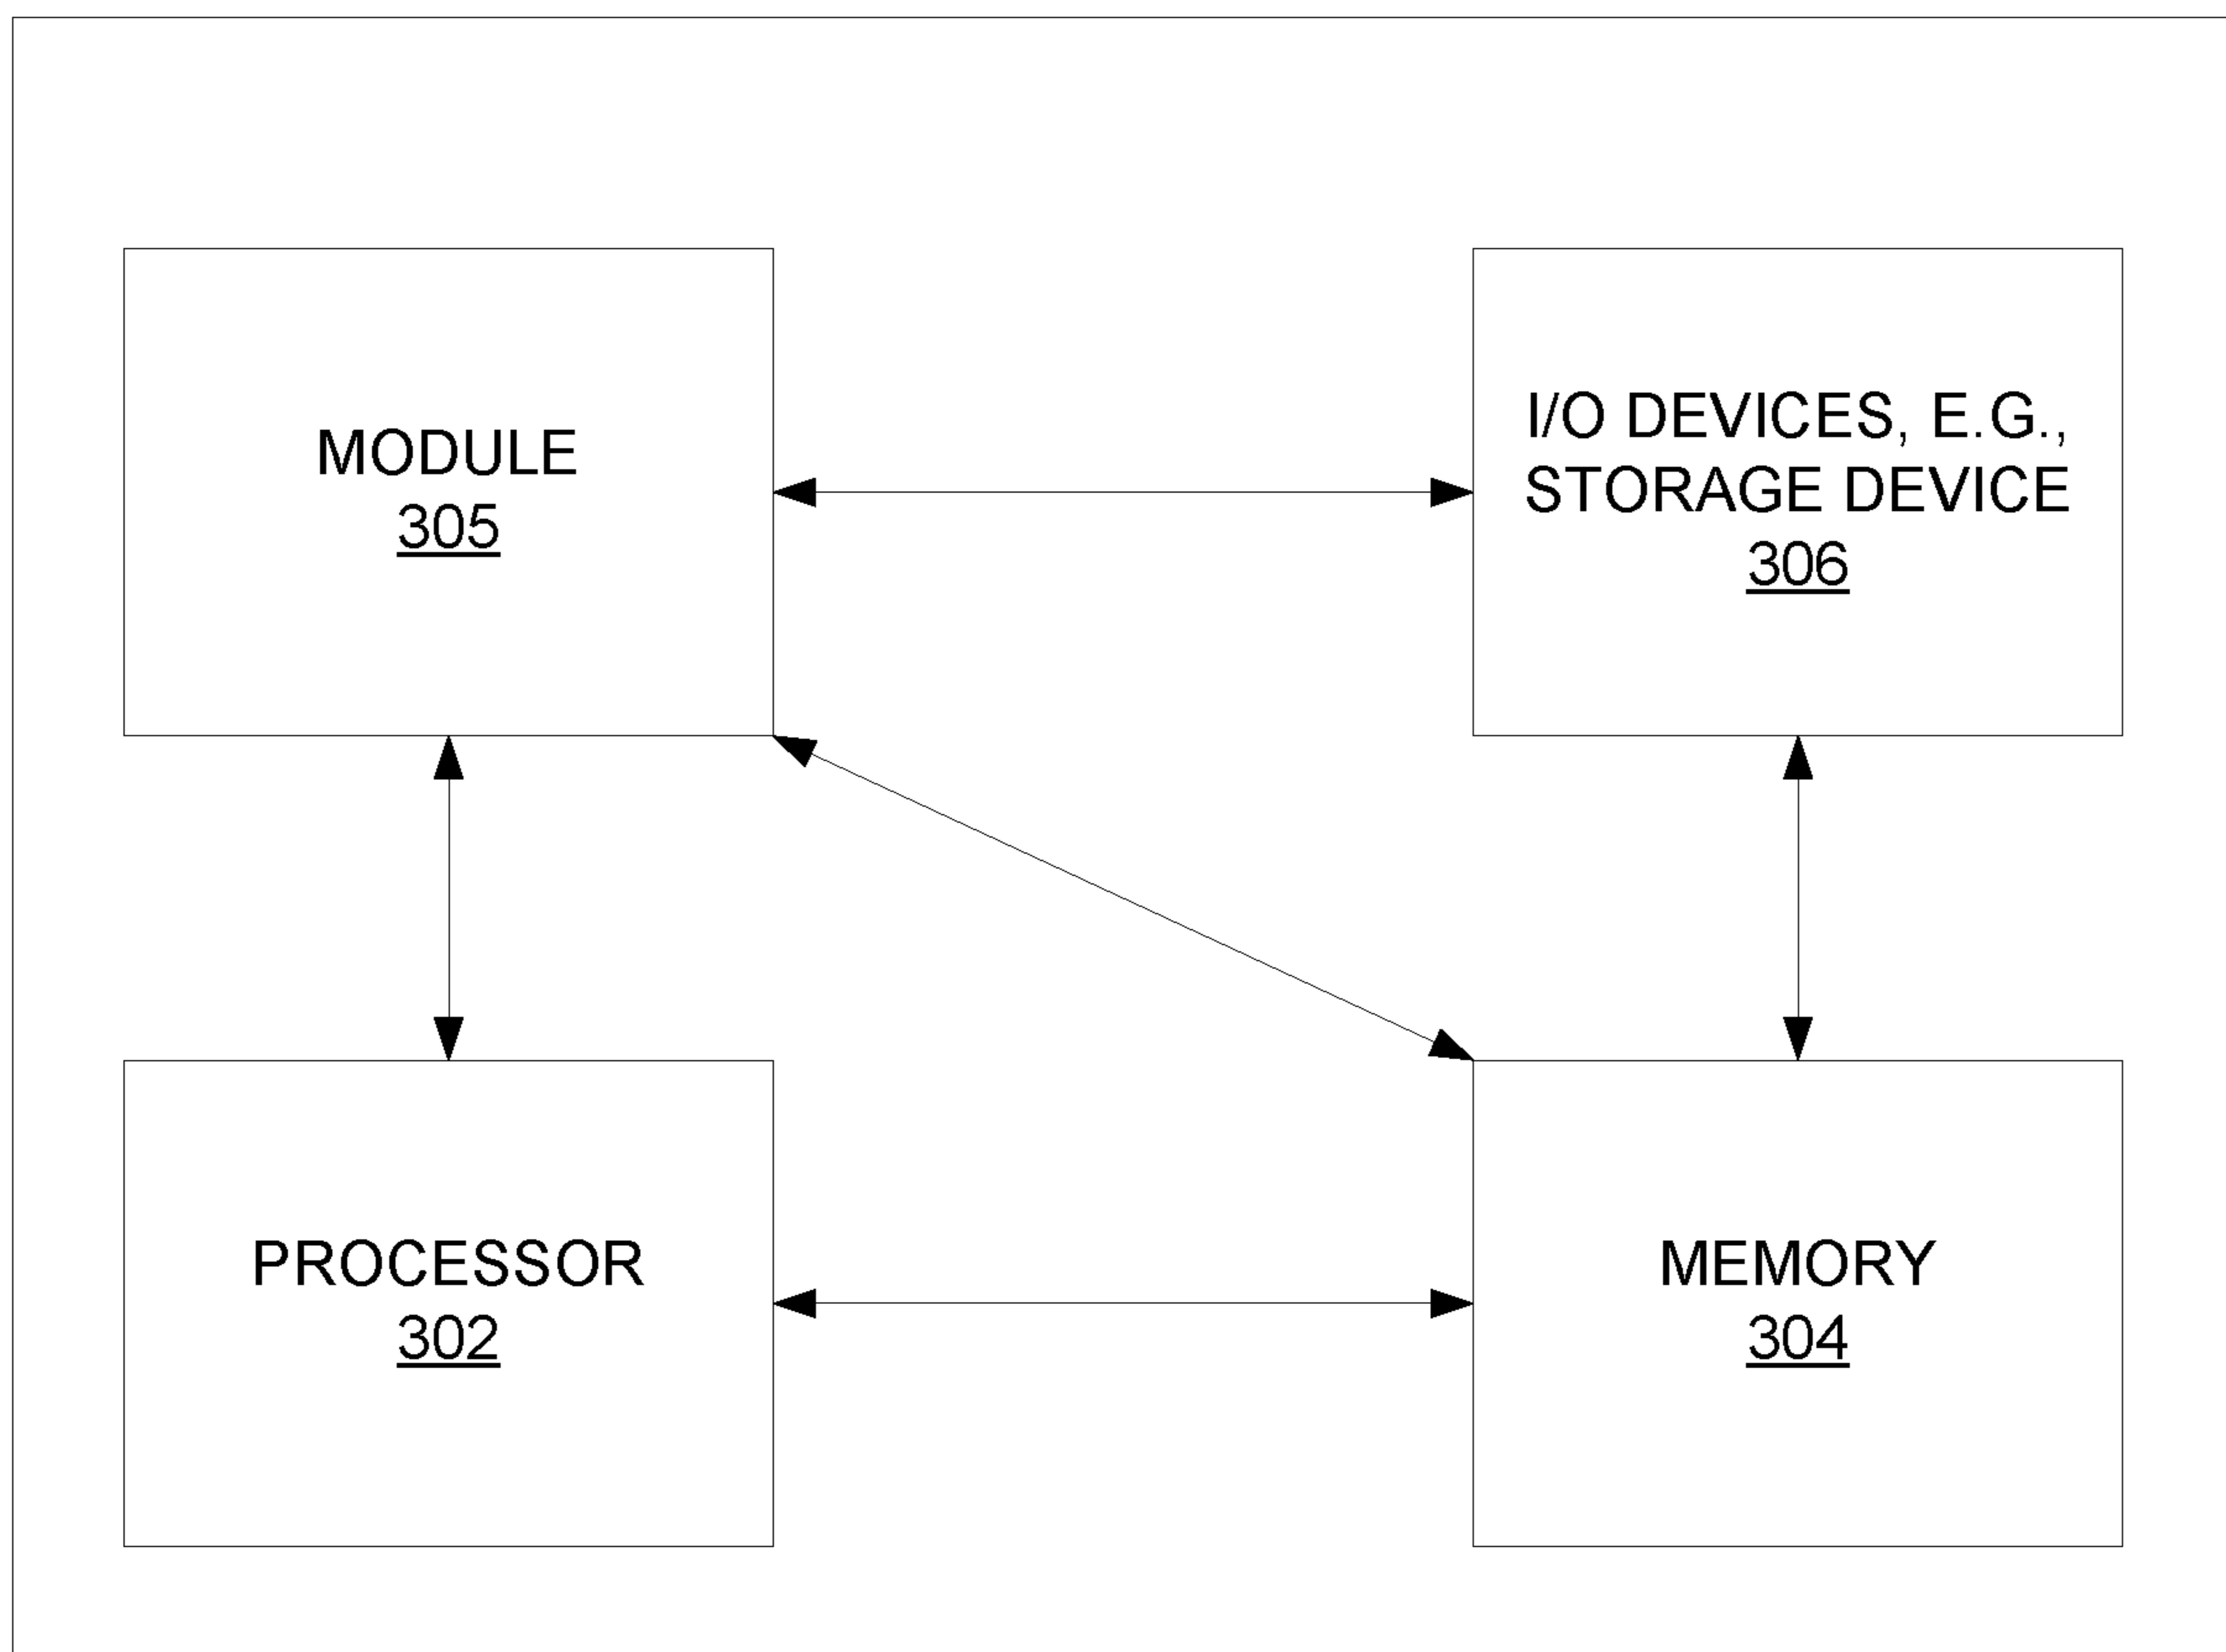 MODULE
305
I/O DEVICES, E.G.,
STORAGE DEVICE
306
PROCESSOR
302
MEMORY
304